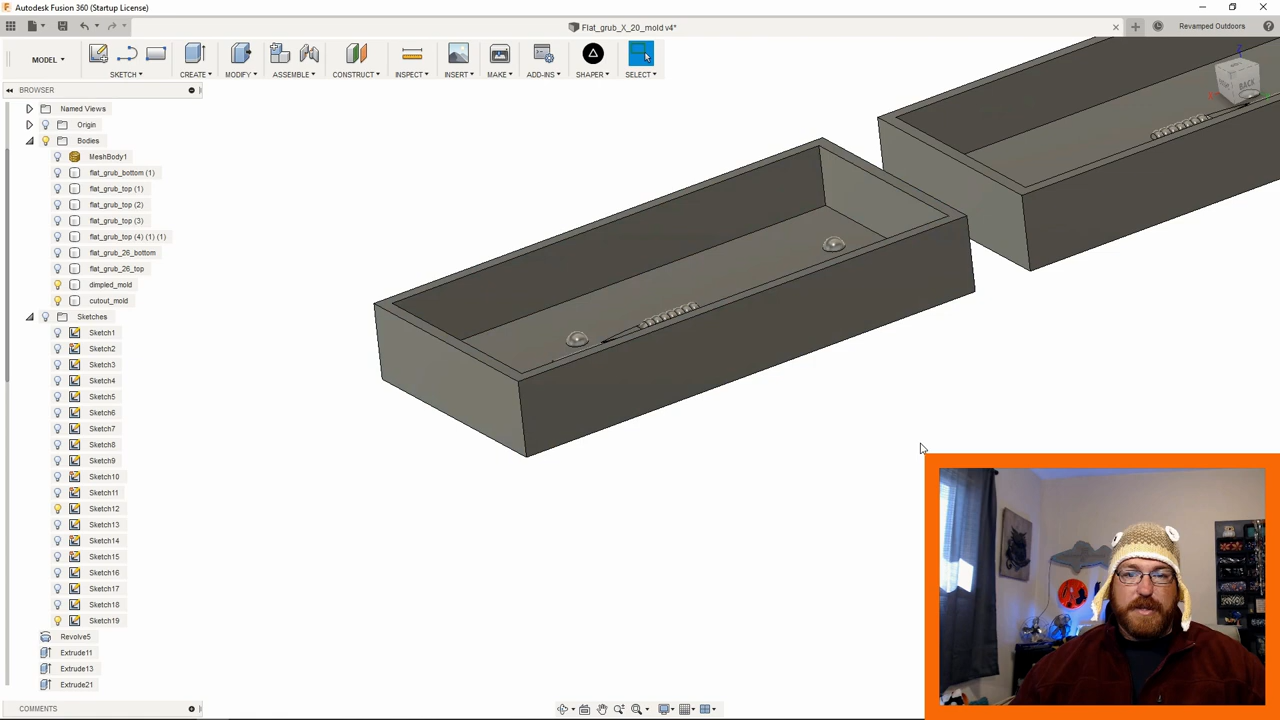 Autodesk Fusion 360 (Startup License)
Flat_grub_X_20_mold v4*
Revamped Outdoors
MODEL
SKETCH
CREATE
MODIFY
ASSEMBLE
CONSTRUCT
INSPECT
INSERT
MAKE
ADD-INS
SHAPER
SELECT
BROWSER
Z
BACK
Named Views
Origin
Bodies
MeshBody1
flat_grub_bottom (1)
flat_grub_top (1)
flat_grub_top (2)
flat_grub_top (3)
flat_grub_top (4) (1) (1)
flat_grub_26_bottom
flat_grub_26_top
dimpled_mold
cutout_mold
Sketches
Sketch1
Sketch2
Sketch3
Sketch4
Sketch5
Sketch6
Sketch7
Sketch8
Sketch9
Sketch10
Sketch11
Sketch12
Sketch13
Sketch14
Sketch15
Sketch16
Sketch17
Sketch18
Sketch19
Revolve5
Extrude11
Extrude13
Extrude21
COMMENTS